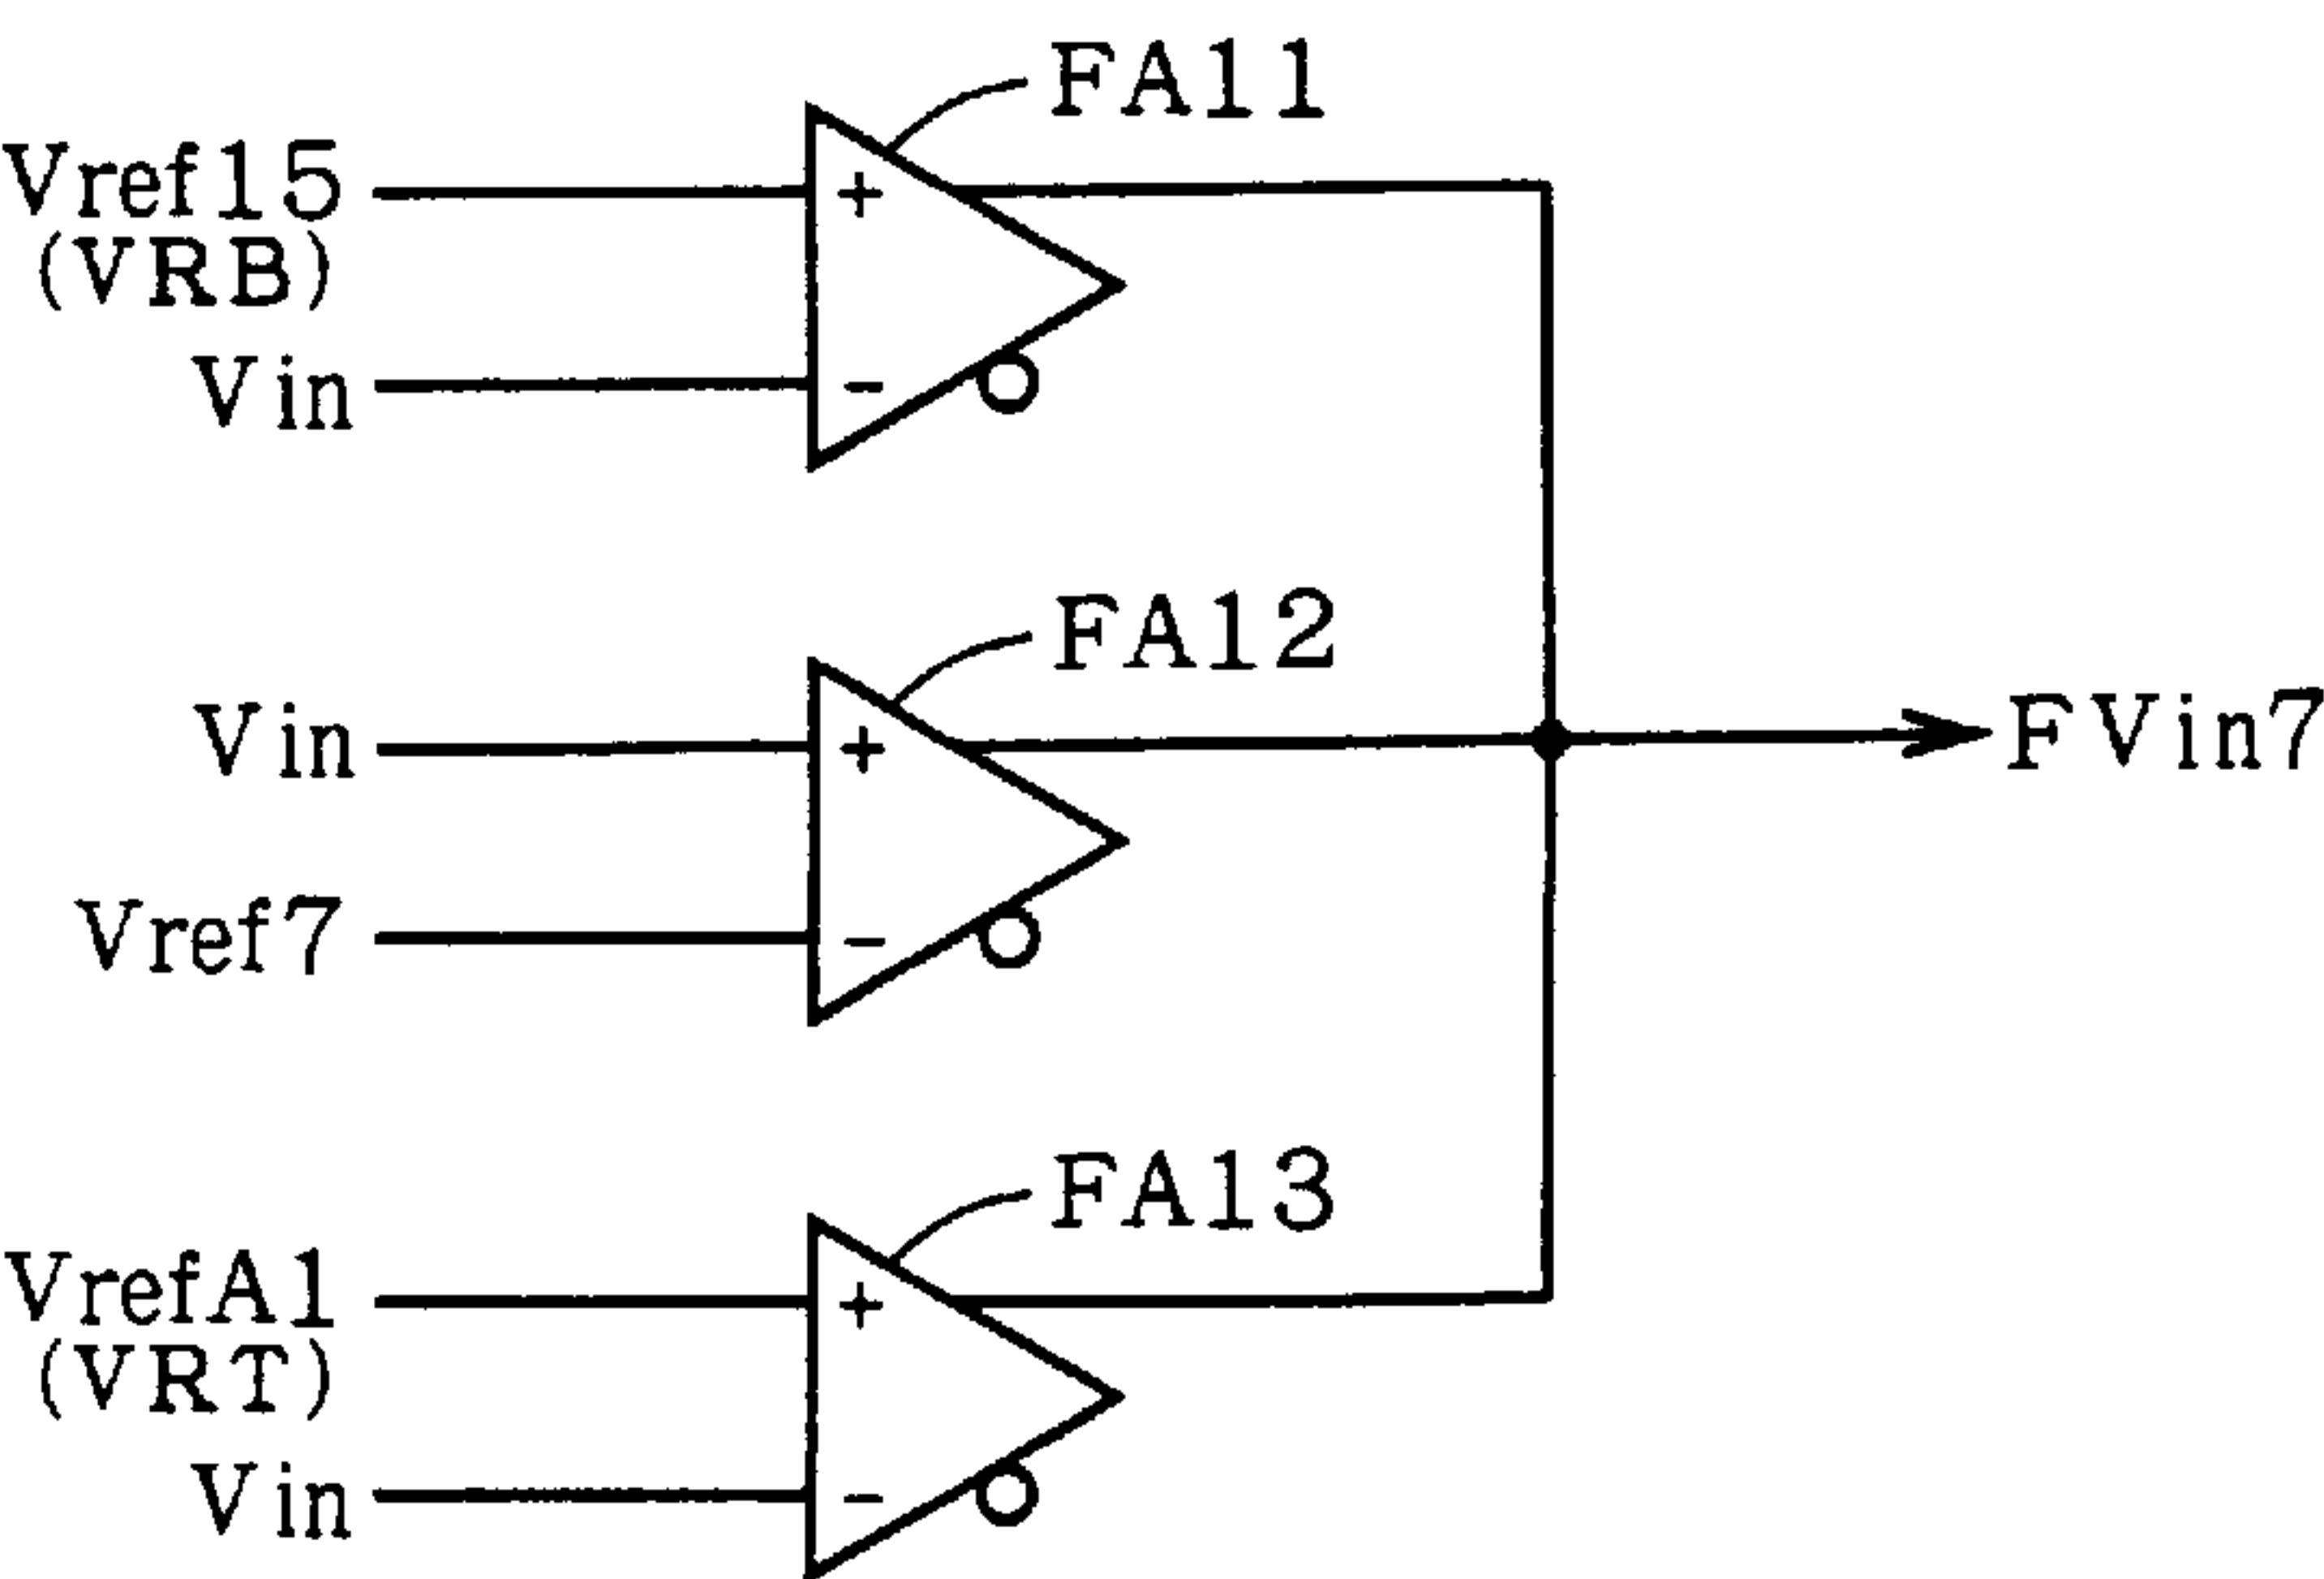 FA11
Vref15
(VRB)
+
Vin
-
FA12
Vin
+
FVin7
Vref7
-
FA13
VrefA1
(VRT)
+
Vin
-